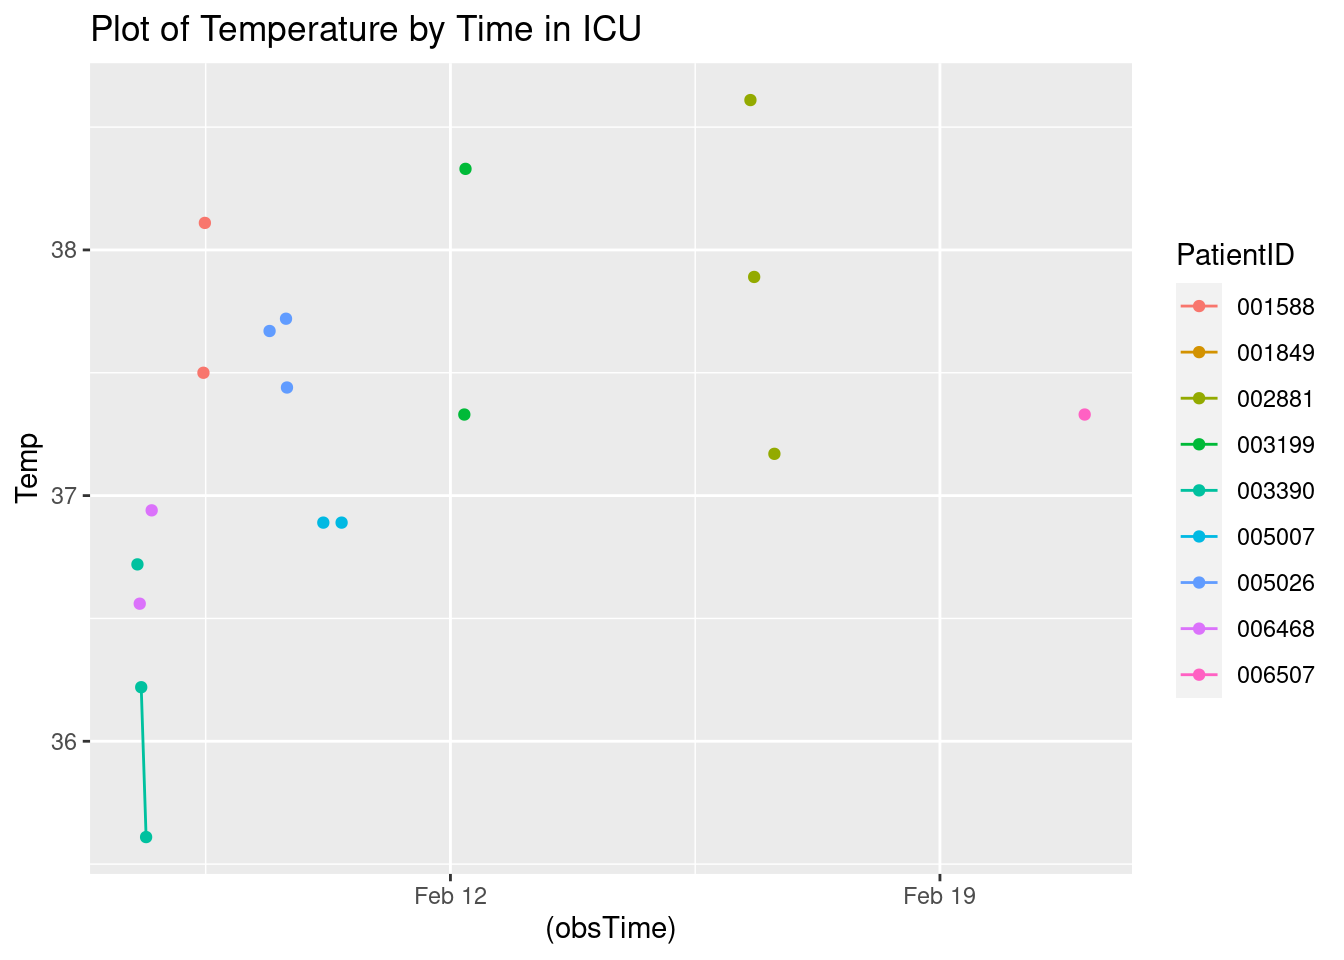 Plot of Temperature by Time in ICU
38
37
36
Temp
Feb 12
Feb 19
(obsTime)
PatientID
001588
001849
002881
003199
003390
005007
005026
006468
006507